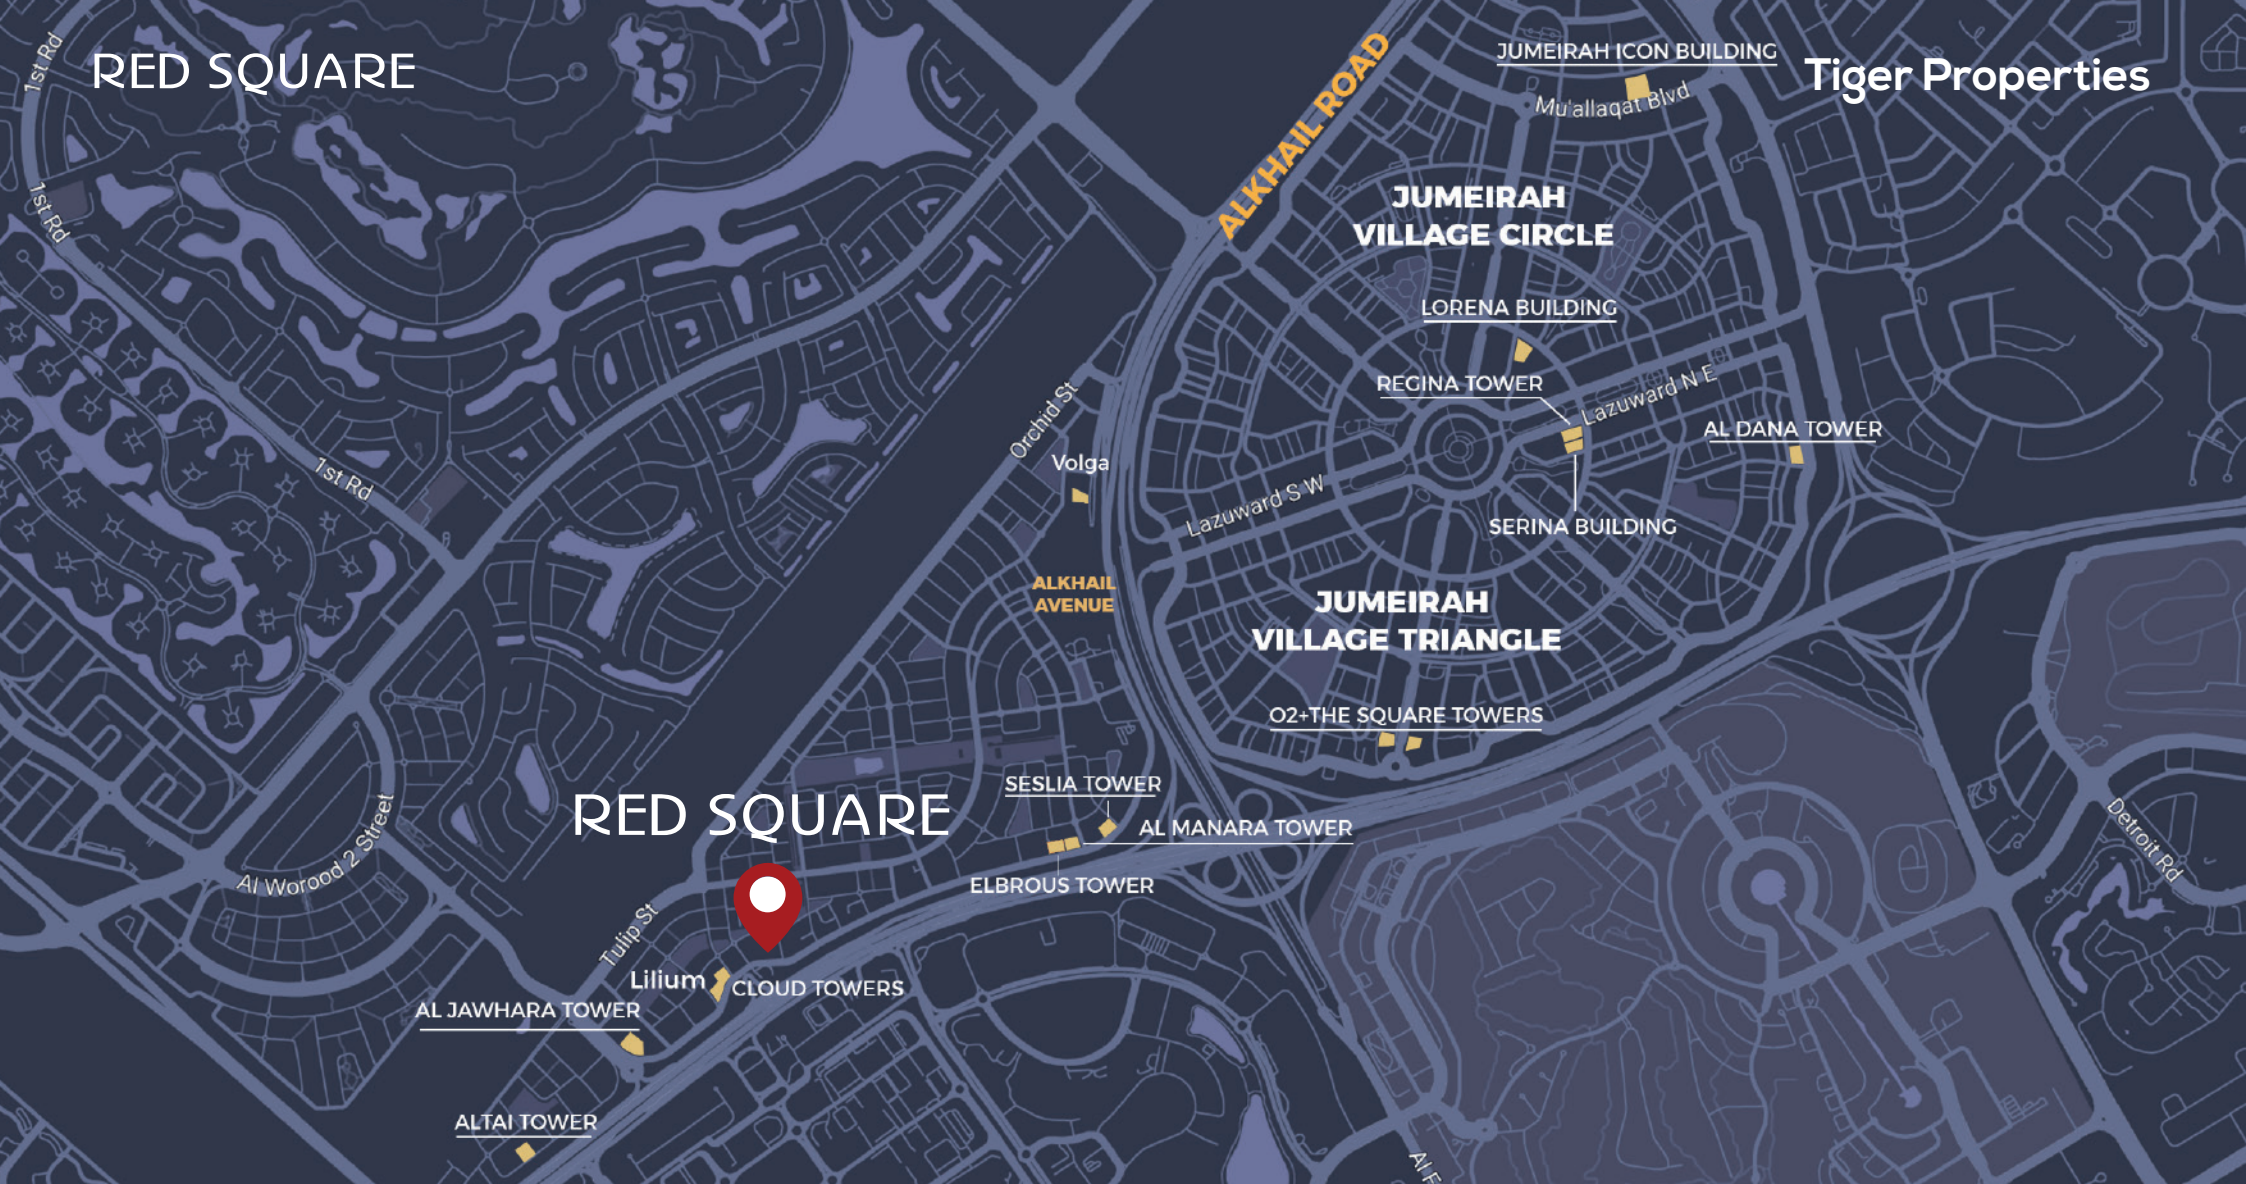 RED SQUARE
Tiger Properties
1st Rd
1st Rd
1st Rd
ALKHAIL ROAD
JUMEIRAH ICON BUILDING
Mu'allaqat Blvd
JUMEIRAH
VILLAGE CIRCLE
LORENA BUILDING
REGINA TOWER
Lazuward N E
AL DANA TOWER
Orchid St
Volga
Lazuward S W
SERINA BUILDING
ALKHAIL
AVENUE
JUMEIRAH
VILLAGE TRIANGLE
O2+THE SQUARE TOWERS
SESLIA TOWER
RED SQUARE
AL MANARA TOWER
Al Worood 2 Street
Detroit Rd
ELBROUS TOWER
Tulip St
Lilium
CLOUD TOWERS
AL JAWHARA TOWER
ALTAI TOWER
Al F